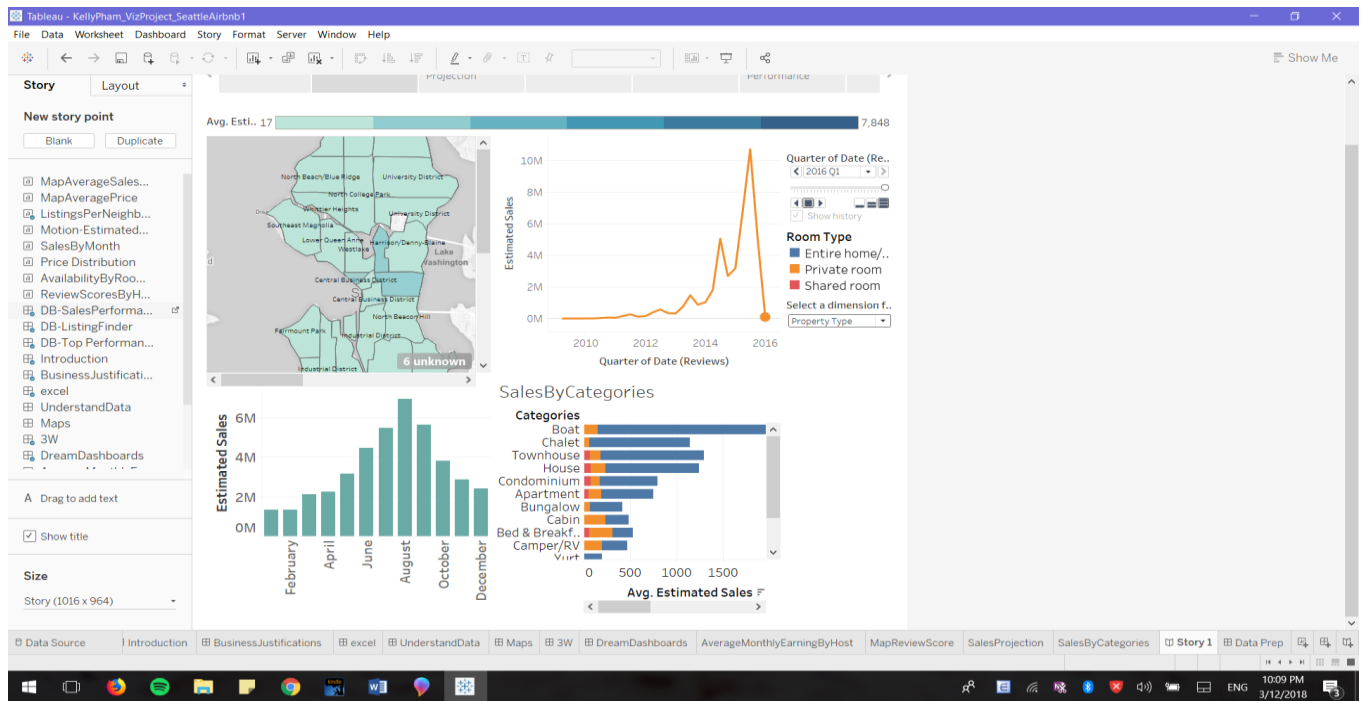 Tableau - KellyPham_VizProject_SeattleAirbnb1
File Data Worksheet Dashboard Story Format Server Window Help
Show Me
Story Layout
New story point
Blank Duplicate
MapAverageSales...
MapAveragePrice
ListingsPerNeighb...
Motion-Estimated...
SalesByMonth
Price Distribution
AvailabilityByRoo...
ReviewScoresByH...
DB-SalesPerforma...
DB-ListingFinder
DB-Top Performan...
Introduction
BusinessJustificati...
excel
UnderstandData
Maps
3W
DreamDashboards
A Drag to add text
Show title
Size
Story (1016 x 964)
Projection Performance
Avg. Esti.. 17 7,848
North Beach/Blue Ridge University District
North College Park
Whittier Heights
University District
Southeast Magnolia
Lower Queen Anne Harrison/Denny-Blaine
Westlake Lake
Washington
Central Business District
Central Business District
North Beacon Hill
Fairmount Park Industrial District
Industrial District
6 unknown
Estimated Sales
10M
8M
6M
4M
2M
0M
2010 2012 2014 2016
Quarter of Date (Reviews)
Quarter of Date (Re..
2016 Q1
Show history
Room Type
Entire home/..
Private room
Shared room
Select a dimension f..
Property Type
Estimated Sales
6M
4M
2M
0M
February April June August October December
SalesByCategories
Categories
Boat
Chalet
Townhouse
House
Condominium
Apartment
Bungalow
Cabin
Bed & Breakf..
Camper/RV
Yurt
0 500 1000 1500
Avg. Estimated Sales
Data Source Introduction BusinessJustifications excel UnderstandData Maps 3W DreamDashboards AverageMonthlyEarningByHost MapReviewScore SalesProjection SalesByCategories Story 1 Data Prep
ENG
10:09 PM
3/12/2018
3